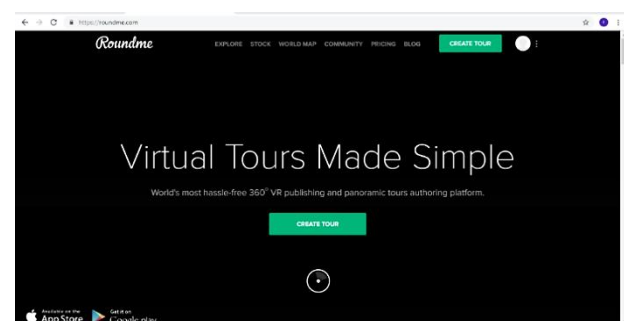 https://roundme.com
Roundme
EXPLORE STOCK WORLD MAP COMMUNITY PRICING BLOG CREATE TOUR
Virtual Tours Made Simple
World's most hassle-free 360° VR publishing and panoramic tours authoring platform.
CREATE TOUR
Available on the GET IT ON
App Store Google play